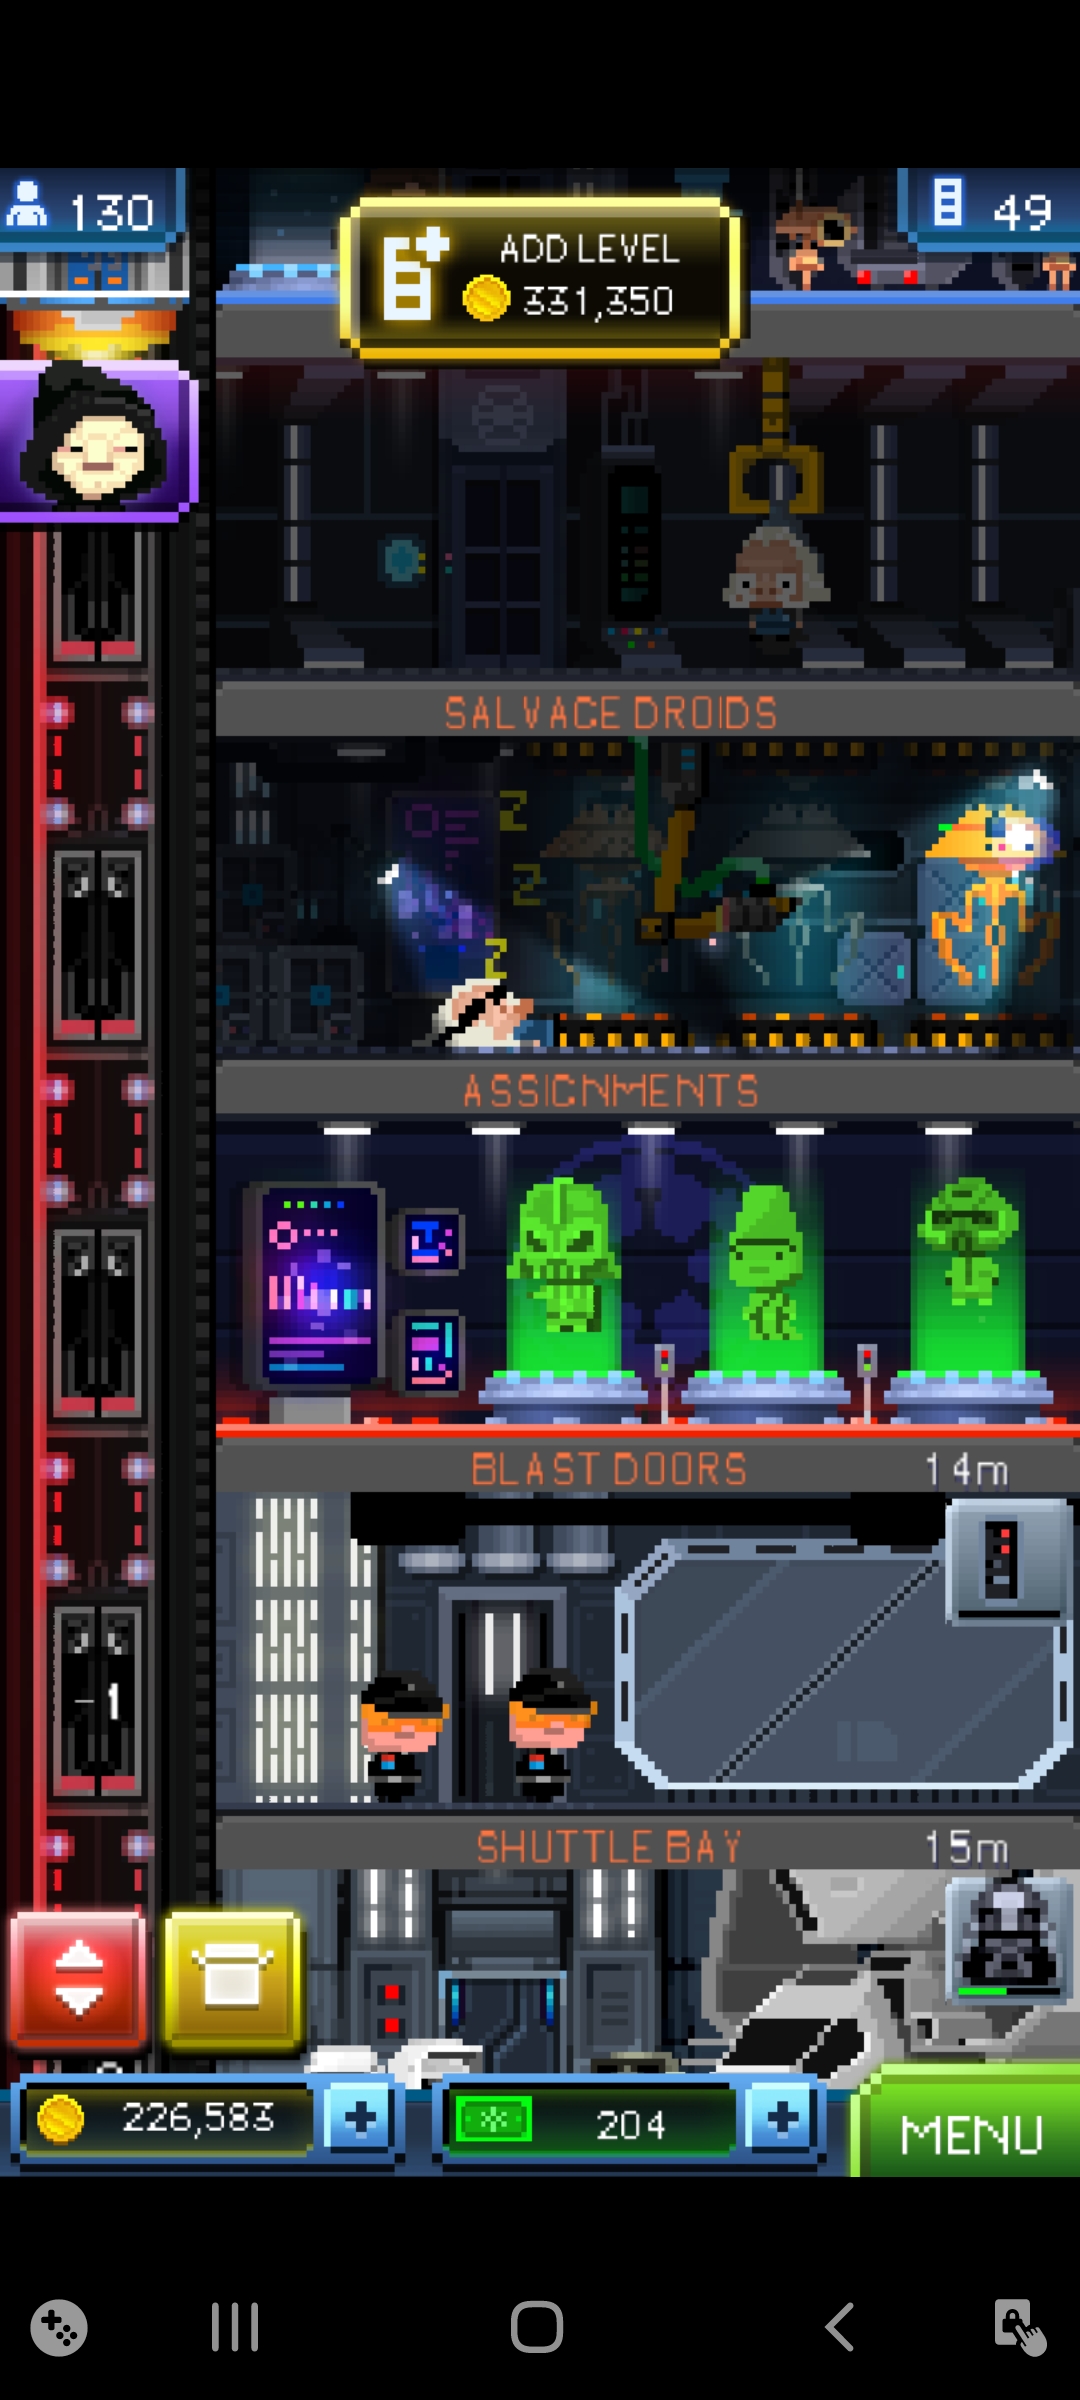 130
49
ADD LEVEL
331,350
SALVAGE DROIDS
Z
Z
Z
ASSIGNMENTS
BLAST DOORS 14m
-1
SHUTTLE BAY 15m
226,583
204
MENU